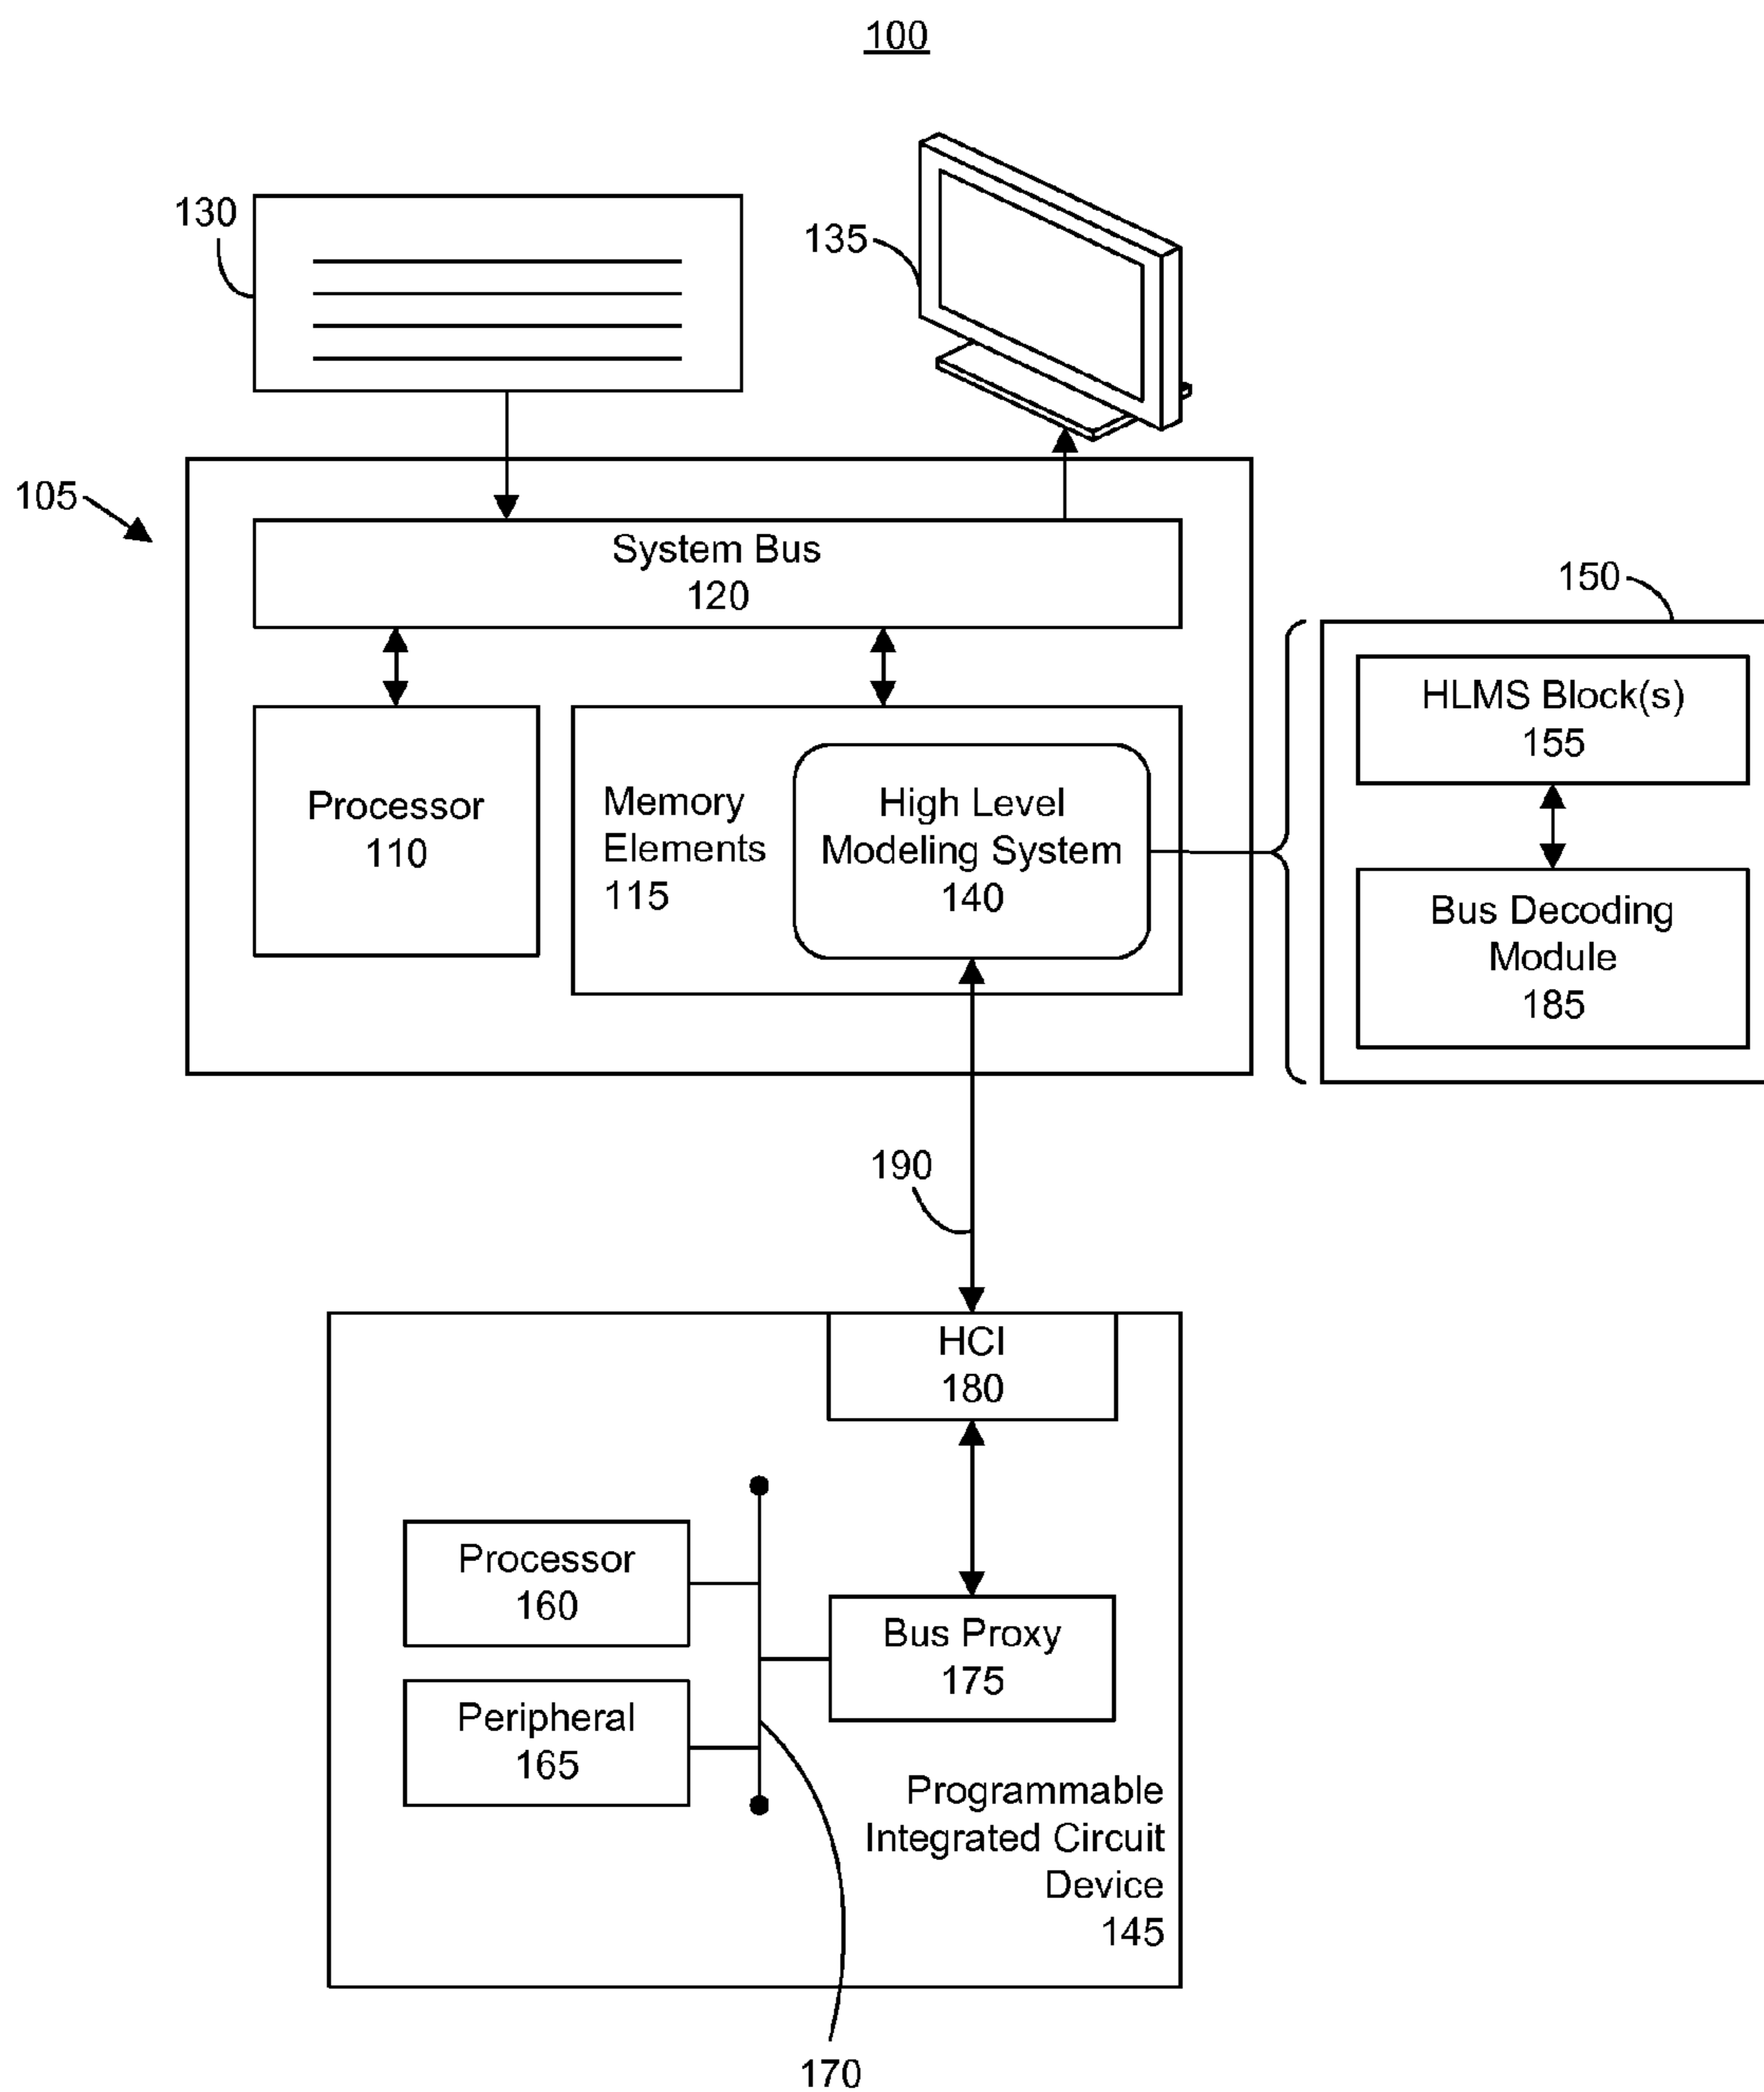 100
130
135
105
System Bus
120
150
HLMS Block(s)
155
Processor
110
Memory
Elements
115
High Level
Modeling System
140
Bus Decoding
Module
185
190
HCI
180
Processor
160
Bus Proxy
175
Peripheral
165
Programmable
Integrated Circuit
Device
145
170